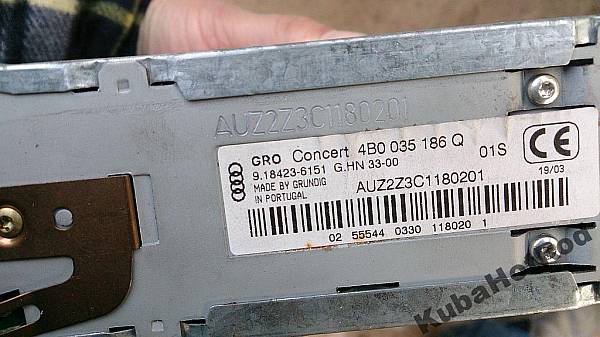 AUZ2Z3C1180201
GRO Concert 4B0 035 186 Q
9.18423-6151 G.HN 33-00
01S
CE
MADE BY GRUNDIG
IN PORTUGAL
AUZ2Z3C1180201
19/03
02 55544 0330 118020 1
KubaHotRod